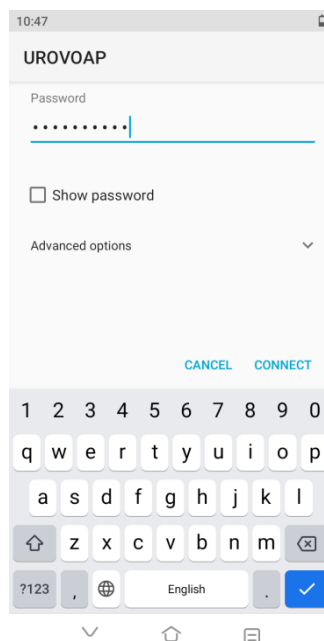 10:47
UROVOAP
Password
••••••••••
Show password
Advanced options
CANCEL CONNECT
1 2 3 4 5 6 7 8 9 0
q w e r t y u i o p
a s d f g h j k l
z x c v b n m
?123 , English .